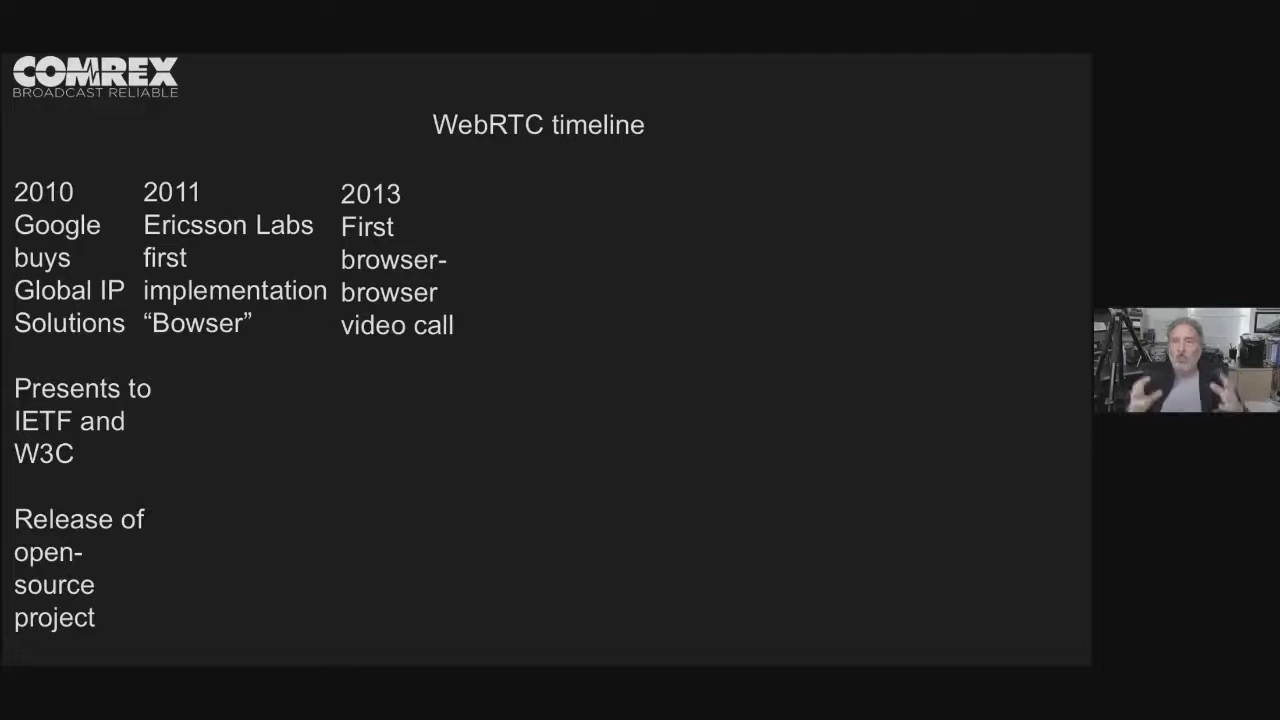 COMREX
BROADCAST RELIABLE
WebRTC timeline
2010
Google
buys
Global IP
Solutions
Presents to
IETF and
W3C
Release of
open-
source
project
2011
Ericsson Labs
first
implementation
“Bowser”
2013
First
browser-
browser
video call